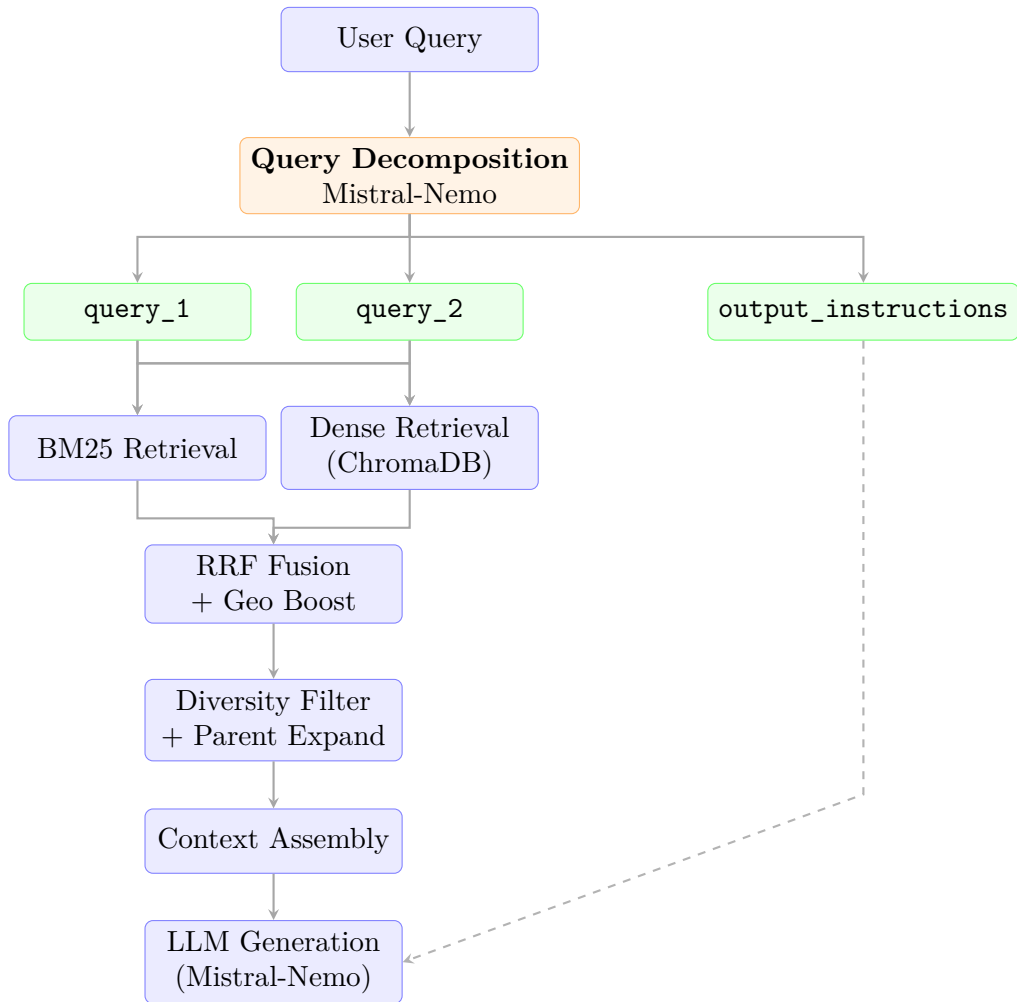 User Query
Query Decomposition
Mistral-Nemo
query_1
query_2
output_instructions
BM25 Retrieval
Dense Retrieval
(ChromaDB)
RRF Fusion
+ Geo Boost
Diversity Filter
+ Parent Expand
Context Assembly
LLM Generation
(Mistral-Nemo)